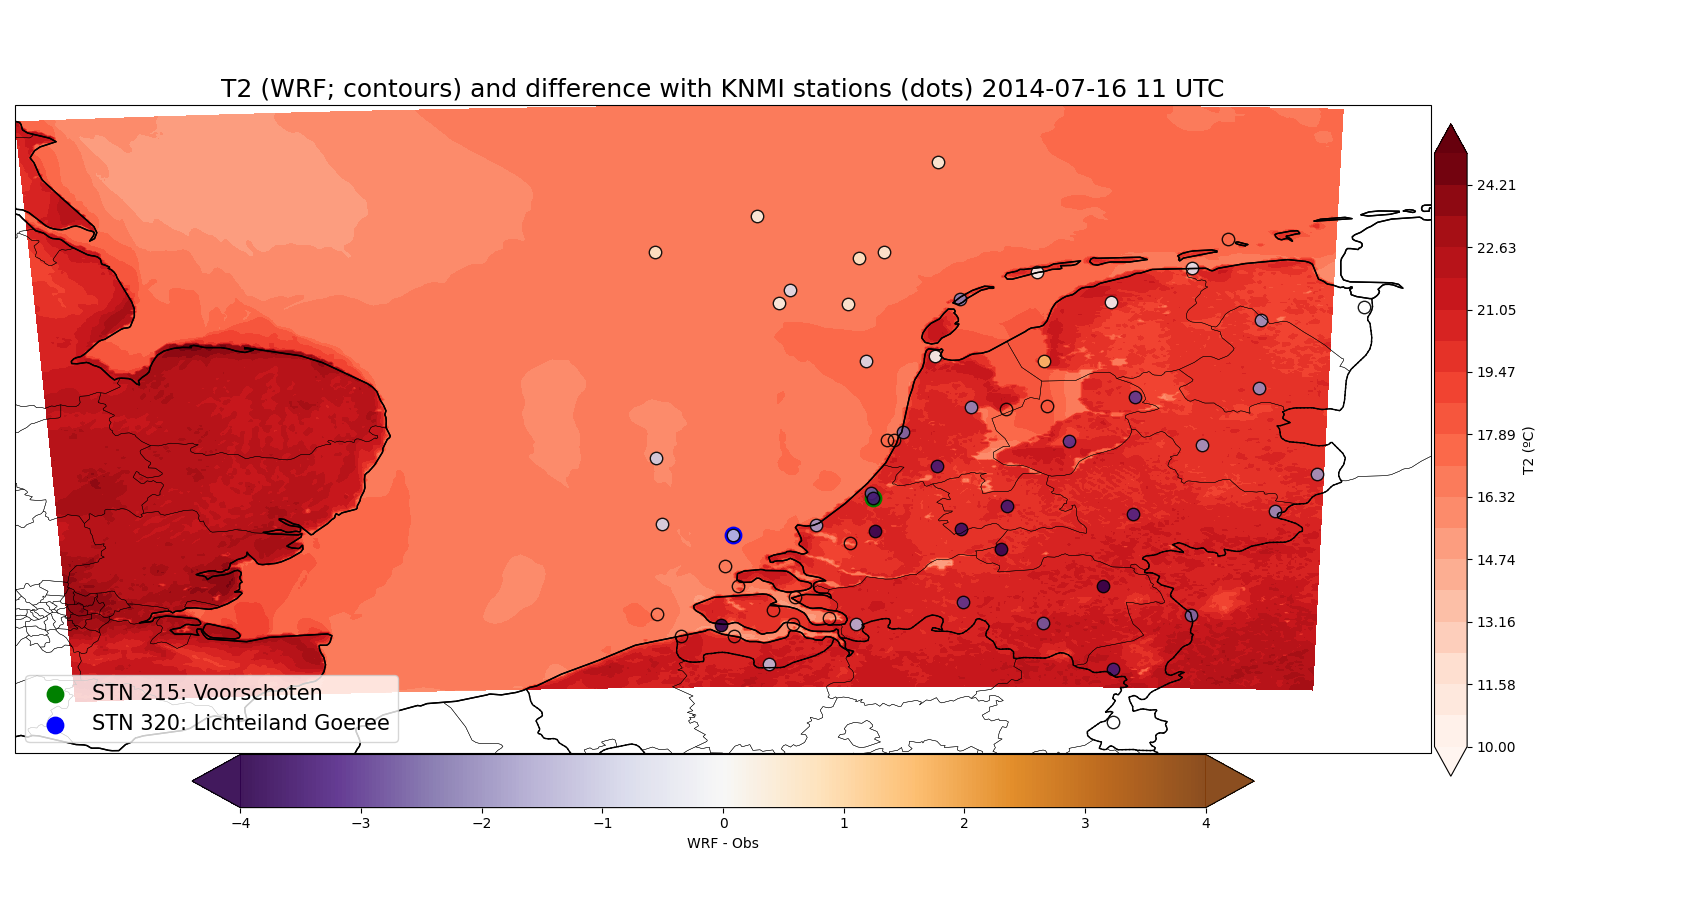 T2 (WRF; contours) and difference with KNMI stations (dots) 2014-07-16 11 UTC
24.21
22.63
21.05
19.47
17.89
16.32
14.74
13.16
11.58
10.00
T2 (ºC)
STN 215: Voorschoten
STN 320: Lichteiland Goeree
−4 −3 −2 −1 0 1 2 3 4
WRF - Obs